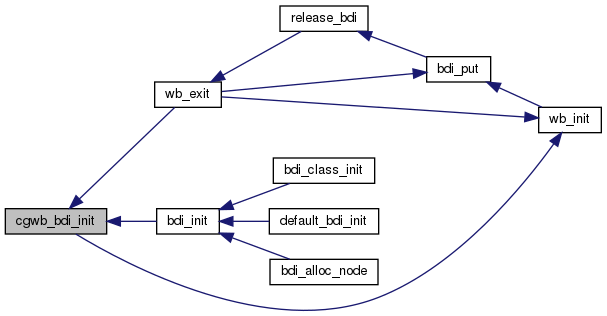 release_bdi
bdi_put
wb_exit
wb_init
bdi_class_init
cgwb_bdi_init
bdi_init
default_bdi_init
bdi_alloc_node